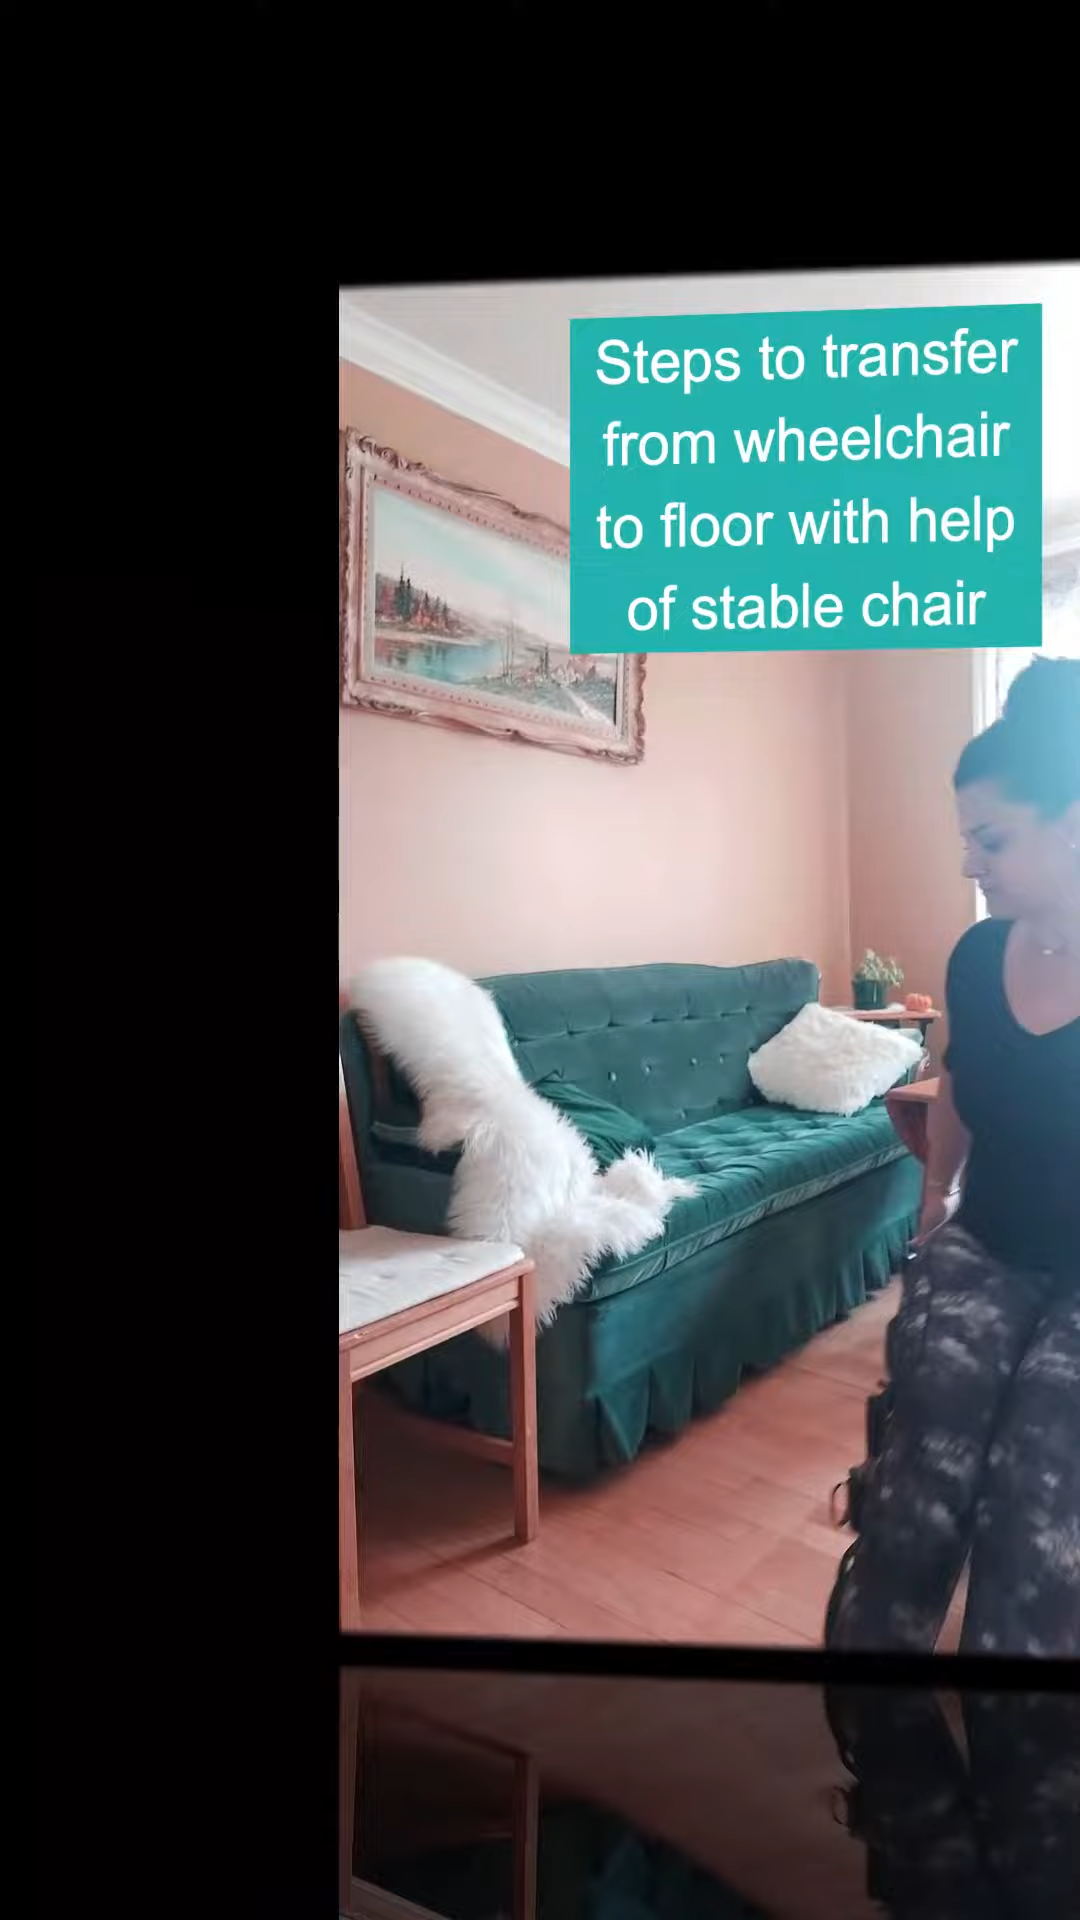 Steps to transfer
from wheelchair
to floor with help
of stable chair